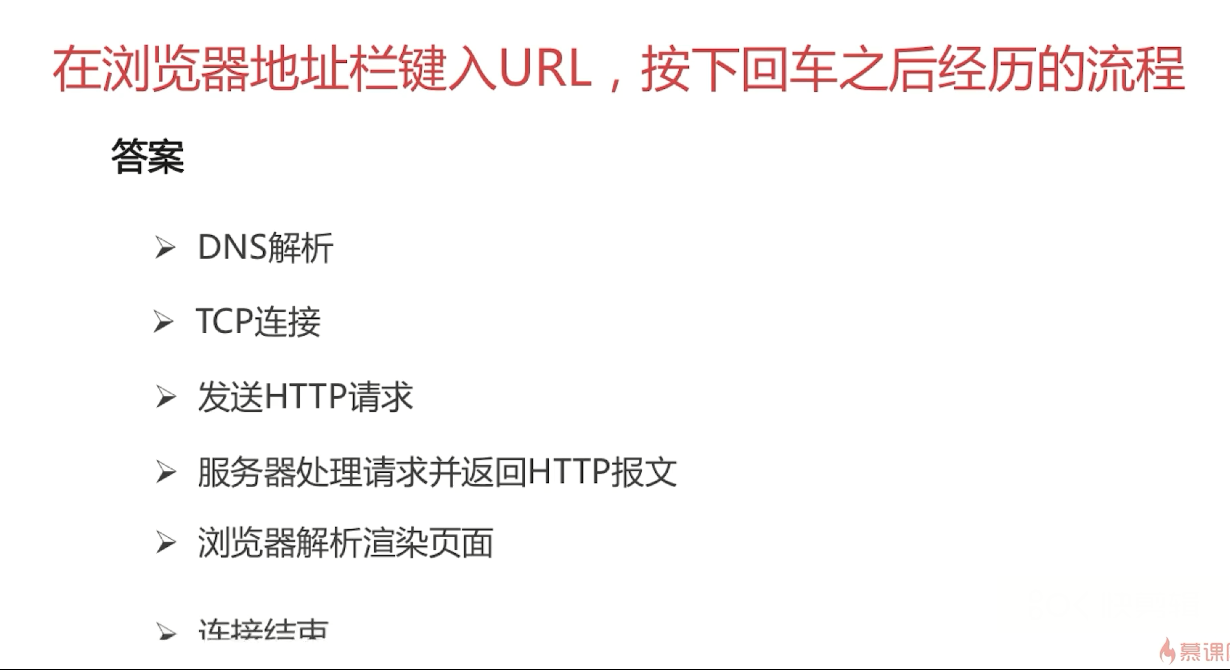 在浏览器地址栏键入URL，按下回车之后经历的流程
答案
➢ DNS解析
➢ TCP连接
➢ 发送HTTP请求
➢ 服务器处理请求并返回HTTP报文
➢ 浏览器解析渲染页面
➢ 连接结束
慕课